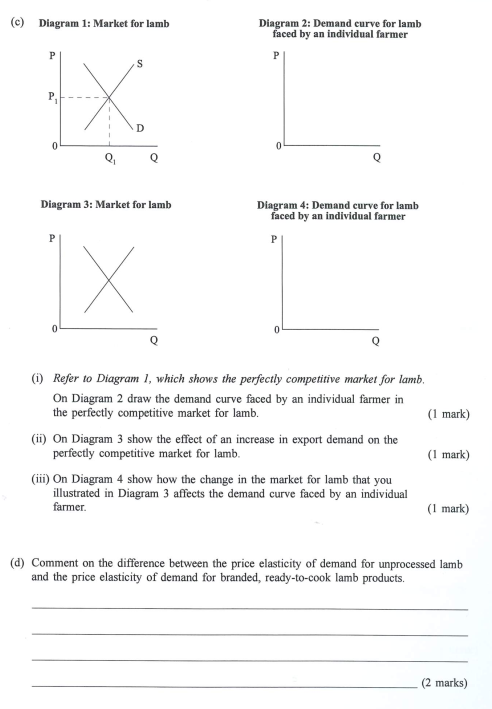 (c) Diagram 1: Market for lamb
Diagram 2: Demand curve for lamb
faced by an individual farmer
P
S
P1
D
0
Q1 Q
P
0
Q
Diagram 3: Market for lamb
Diagram 4: Demand curve for lamb
faced by an individual farmer
P
0
Q
P
0
Q
(i) Refer to Diagram 1, which shows the perfectly competitive market for lamb.
On Diagram 2 draw the demand curve faced by an individual farmer in
the perfectly competitive market for lamb. (1 mark)
(ii) On Diagram 3 show the effect of an increase in export demand on the
perfectly competitive market for lamb. (1 mark)
(iii) On Diagram 4 show how the change in the market for lamb that you
illustrated in Diagram 3 affects the demand curve faced by an individual
farmer. (1 mark)
(d) Comment on the difference between the price elasticity of demand for unprocessed lamb
and the price elasticity of demand for branded, ready-to-cook lamb products.
(2 marks)